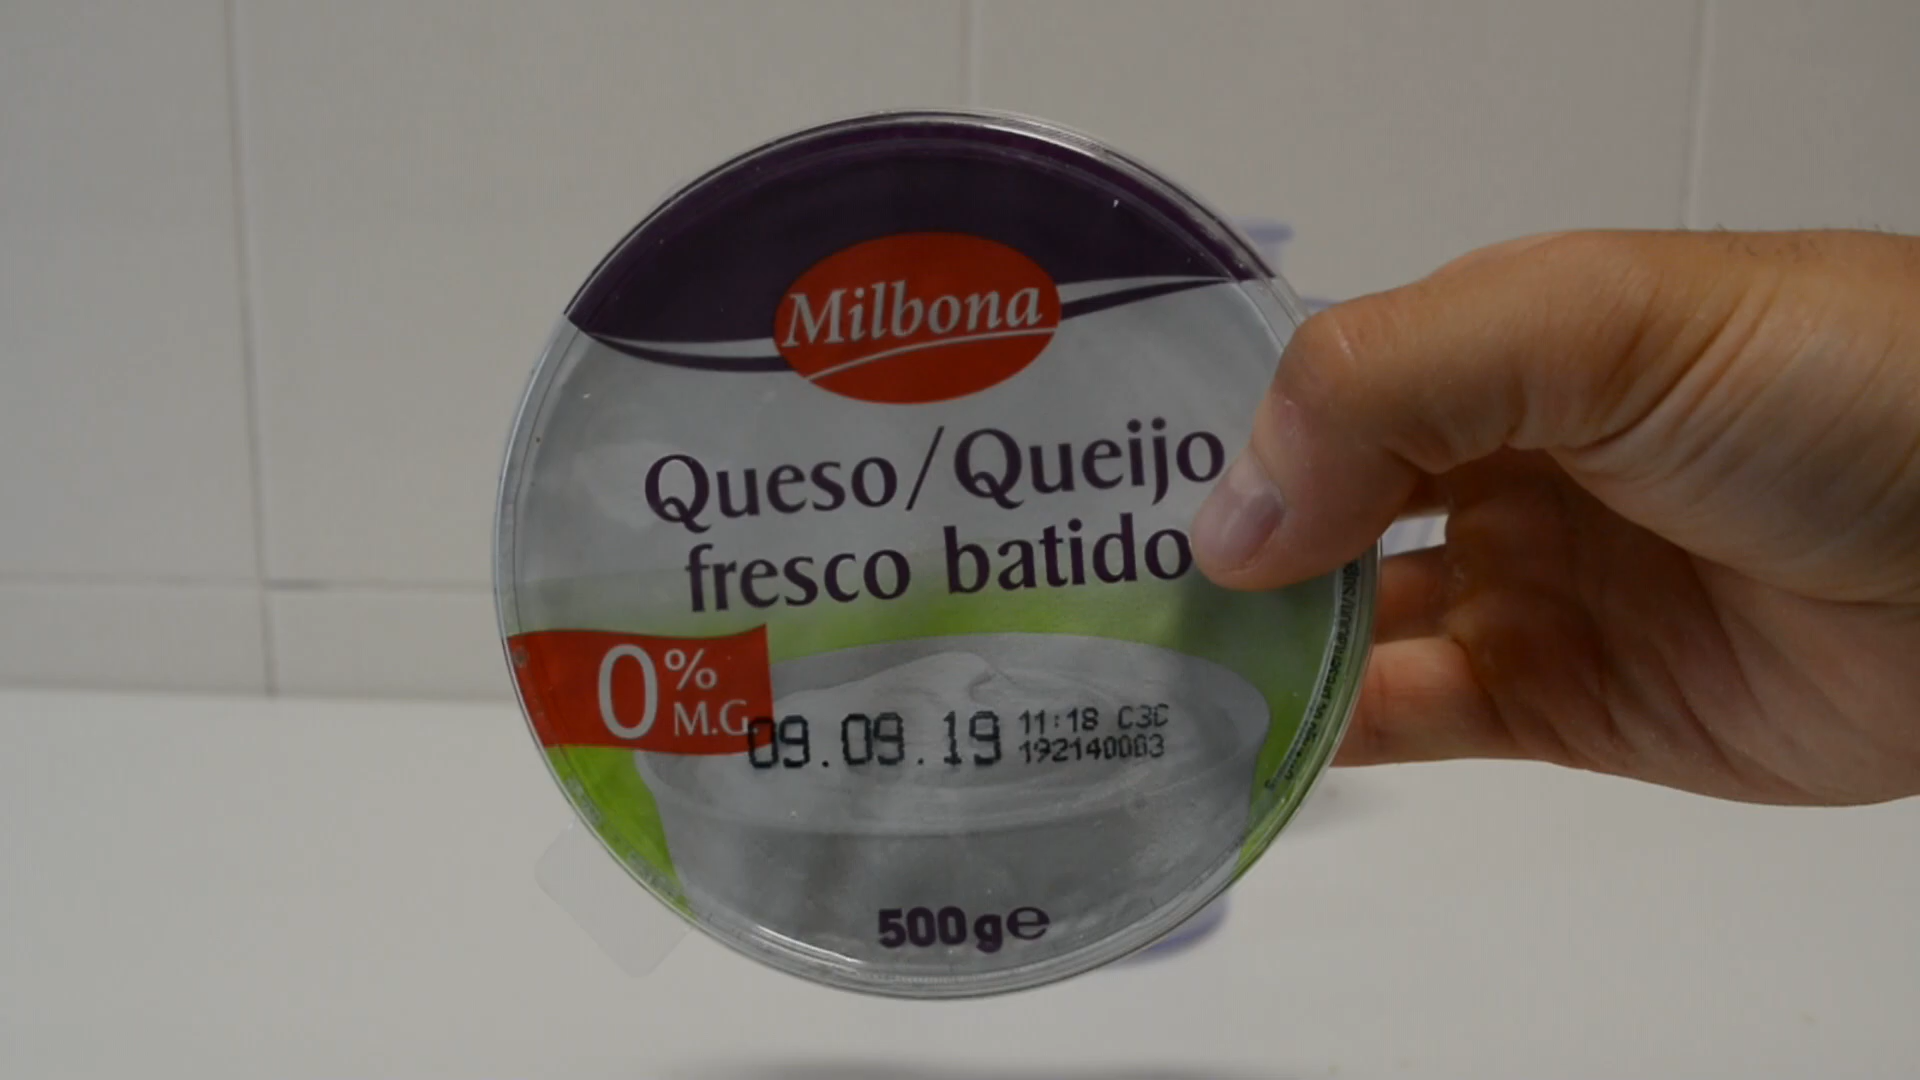 Milbona
Queso/Queijo
fresco batido
0%
M.G.
09.09.19
11:18 C3C
192140003
500g℮